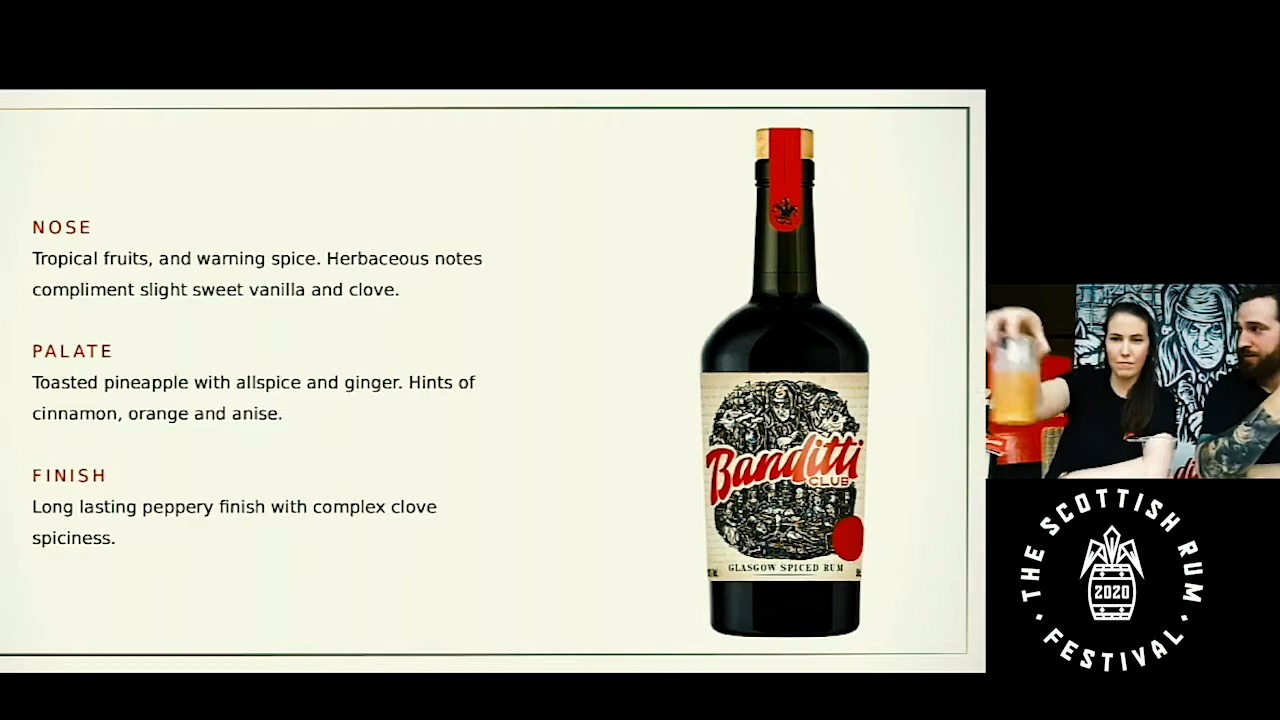 NOSE
Tropical fruits, and warning spice. Herbaceous notes
compliment slight sweet vanilla and clove.
PALATE
Toasted pineapple with allspice and ginger. Hints of
cinnamon, orange and anise.
FINISH
Long lasting peppery finish with complex clove
spiciness.
Banditti
CLUB
GLASGOW SPICED RUM
THE SCOTTISH RUM
2020
· FESTIVAL ·